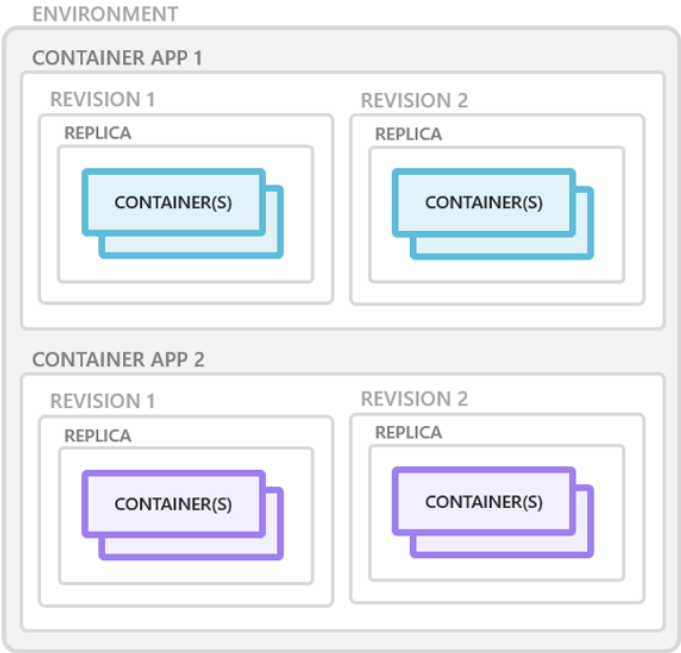 ENVIRONMENT
CONTAINER APP 1
REVISION 1
REVISION 2
REPLICA
REPLICA
CONTAINER(S)
CONTAINER(S)
CONTAINER APP 2
REVISION 1
REVISION 2
REPLICA
REPLICA
CONTAINER(S)
CONTAINER(S)